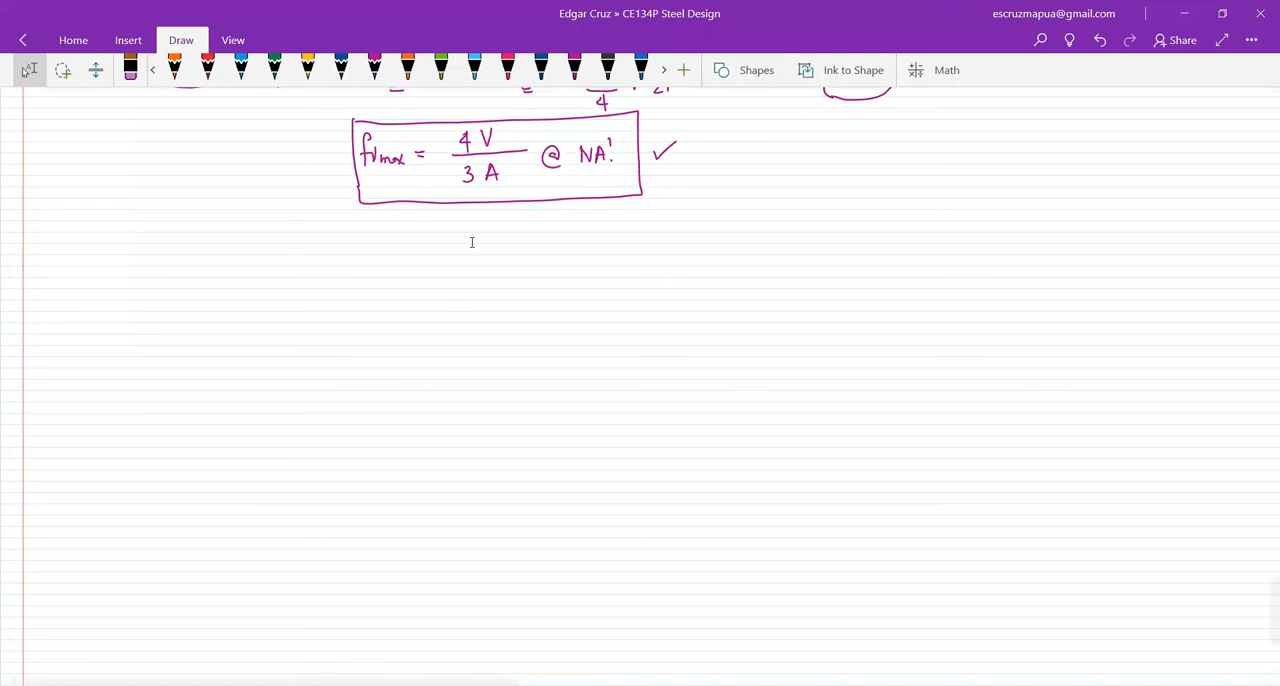 Edgar Cruz » CE134P Steel Design
escruzmapua@gmail.com
Home Insert Draw View
Share
Shapes Ink to Shape Math
4
fvmax = 4 V / 3 A @ NA! ✓